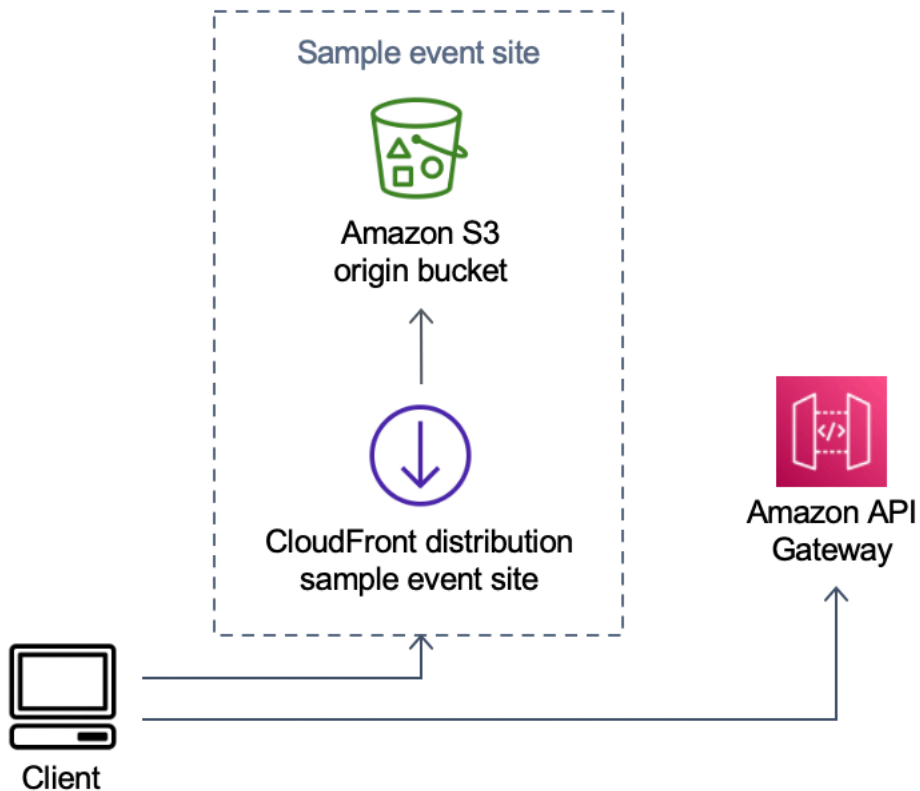 Sample event site
Amazon S3
origin bucket
CloudFront distribution
sample event site
</>
Amazon API
Gateway
Client